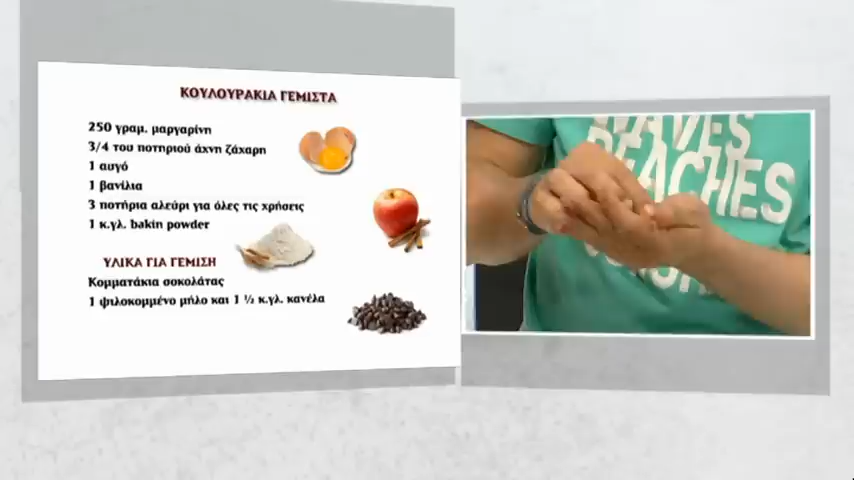 ΚΟΥΛΟΥΡΑΚΙΑ ΓΕΜΙΣΤΑ
250 γραμ. μαργαρίνη
3/4 του ποτηριού άχνη ζάχαρη
1 αυγό
1 βανίλια
3 ποτήρια αλεύρι για όλες τις χρήσεις
1 κ.γλ. bakin powder
ΥΛΙΚΑ ΓΙΑ ΓΕΜΙΣΗ
Κομματάκια σοκολάτας
1 ψιλοκομμένο μήλο και 1 ½ κ.γλ. κανέλα
WAVES
BEACHES